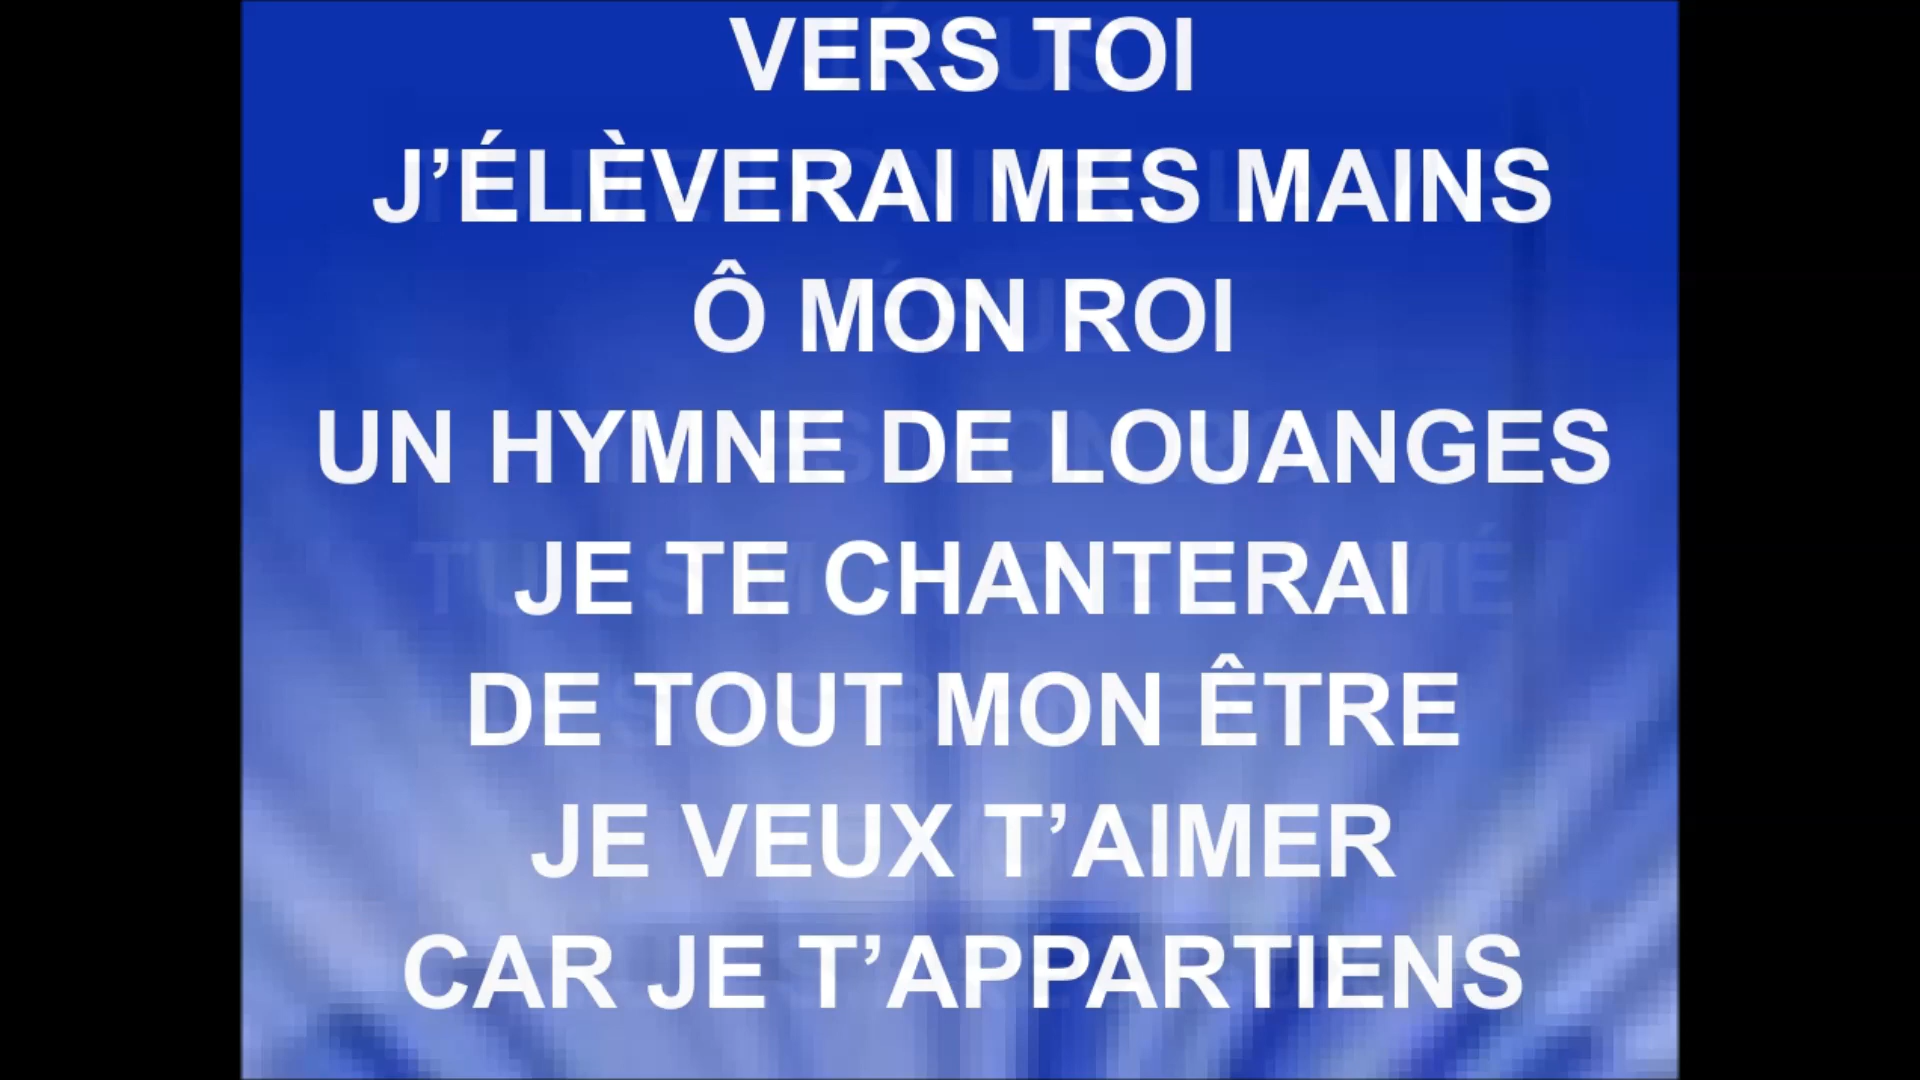 VERS TOI
J’ÉLÈVERAI MES MAINS
Ô MON ROI
UN HYMNE DE LOUANGES
JE TE CHANTERAI
DE TOUT MON ÊTRE
JE VEUX T’AIMER
CAR JE T’APPARTIENS